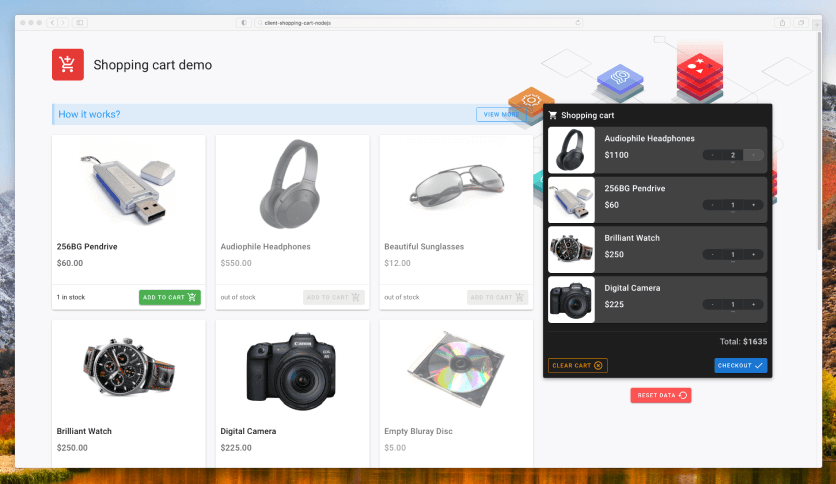 client-shopping-cart-nodejs
Shopping cart demo
How it works?
VIEW MORE
256BG Pendrive
$60.00
1 in stock
ADD TO CART
Audiophile Headphones
$550.00
out of stock
ADD TO CART
Beautiful Sunglasses
$12.00
out of stock
ADD TO CART
Brilliant Watch
$250.00
Canon
Digital Camera
$225.00
Empty Bluray Disc
$5.00
Shopping cart
Audiophile Headphones
$1100
- 2 +
256BG Pendrive
$60
- 1 +
Brilliant Watch
$250
- 1 +
Digital Camera
$225
- 1 +
Total: $1635
CLEAR CART
CHECKOUT
RESET DATA